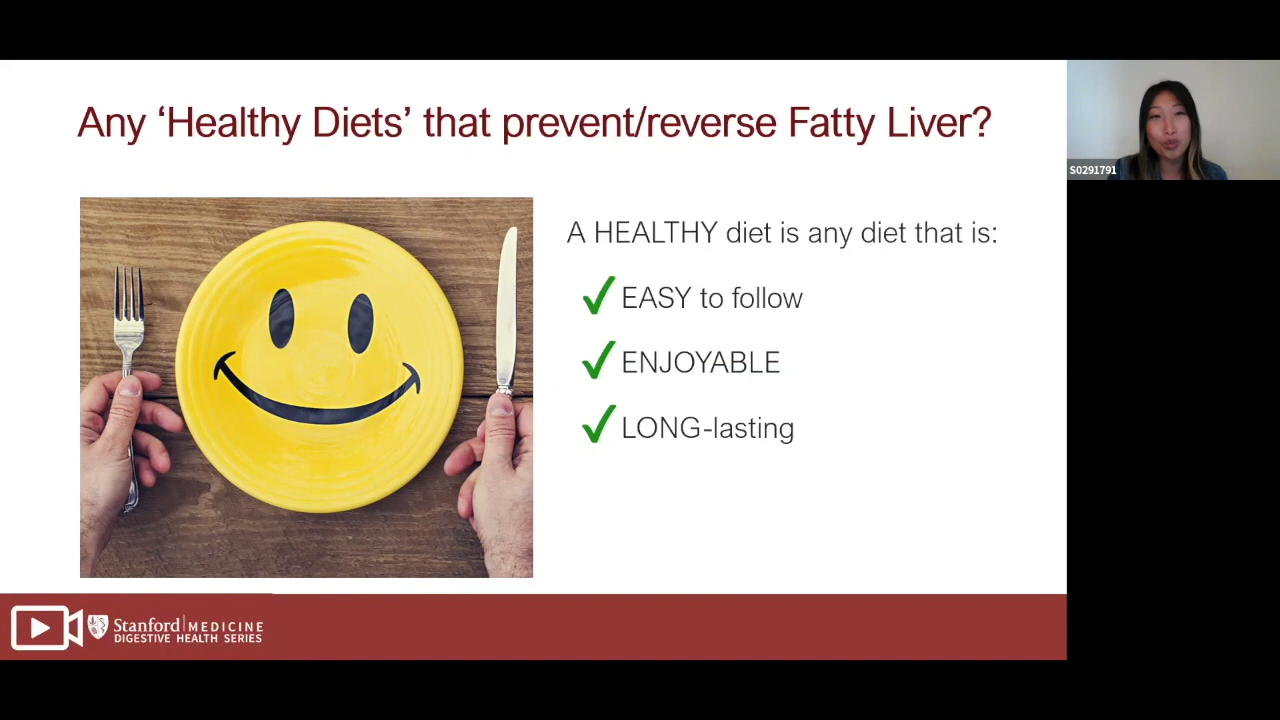 Any ‘Healthy Diets’ that prevent/reverse Fatty Liver?
S0291791
A HEALTHY diet is any diet that is:
EASY to follow
ENJOYABLE
LONG-lasting
Stanford MEDICINE
DIGESTIVE HEALTH SERIES